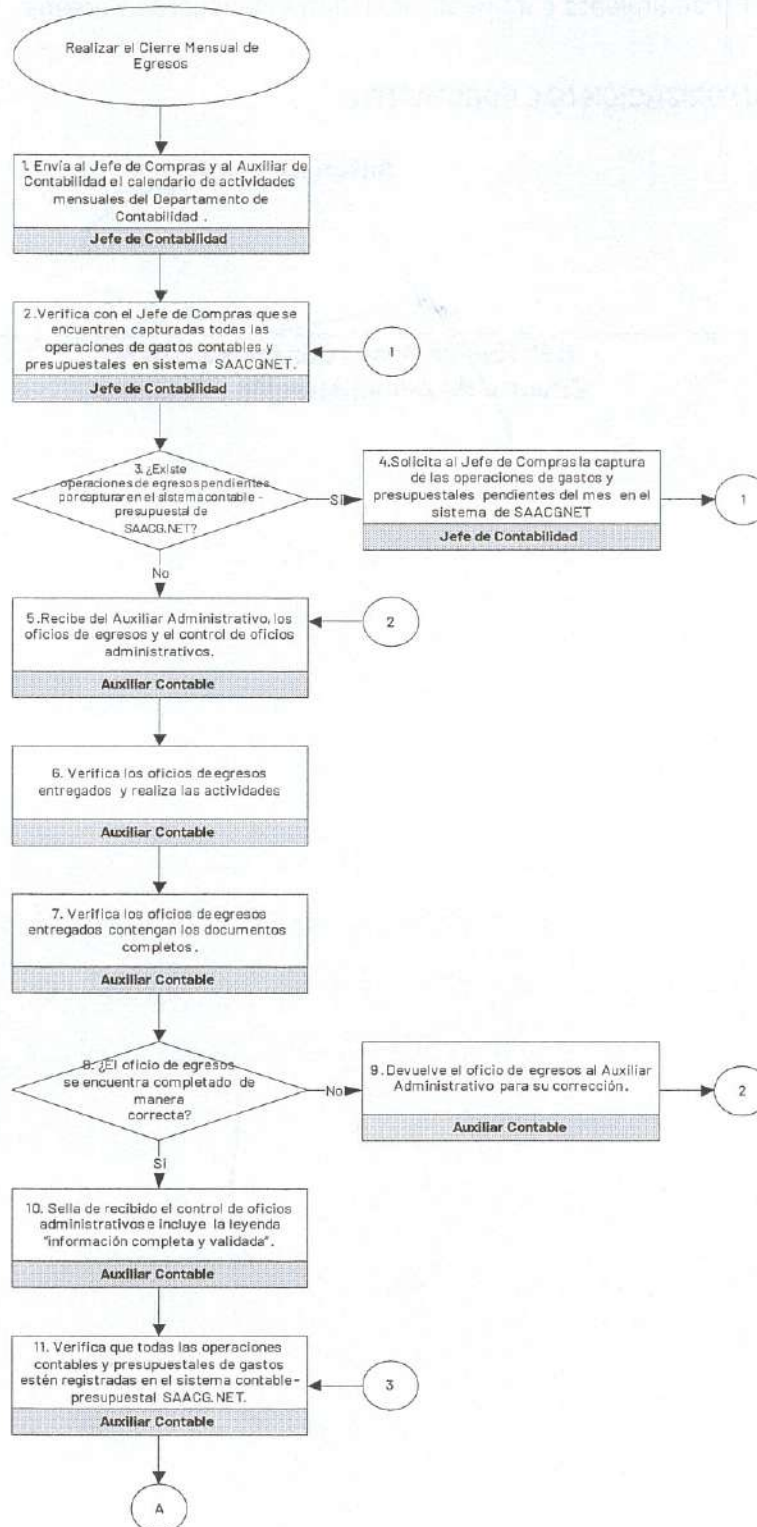 Realizar el Cierre Mensual de
Egresos
1. Envía al Jefe de Compras y al Auxiliar de
Contabilidad el calendario de actividades
mensuales del Departamento de
Contabilidad .
Jefe de Contabilidad
2.Verifica con el Jefe de Compras que se
encuentren capturadas todas las
operaciones de gastos contables y
presupuestales en sistema SAACGNET.
Jefe de Contabilidad
1
3. ¿Existe
operaciones de egresos pendientes
por capturar en el sistema contable -
presupuestal de
SAACG.NET?
SI
4.Solicita al Jefe de Compras la captura
de las operaciones de gastos y
presupuestales pendientes del mes en el
sistema de SAACGNET
Jefe de Contabilidad
1
No
5.Recibe del Auxiliar Administrativo, los
oficios de egresos y el control de oficios
administrativos.
Auxiliar Contable
2
6. Verifica los oficios de egresos
entregados y realiza las actividades
Auxiliar Contable
7. Verifica los oficios de egresos
entregados contengan los documentos
completos .
Auxiliar Contable
8. ¿El oficio de egresos
se encuentra completado de
manera
correcta?
No
9.Devuelve el oficio de egresos al Auxiliar
Administrativo para su corrección.
Auxiliar Contable
2
SI
10. Sella de recibido el control de oficios
administrativos e incluye la leyenda
"información completa y validada".
Auxiliar Contable
11. Verifica que todas las operaciones
contables y presupuestales de gastos
estén registradas en el sistema contable-
presupuestal SAACG.NET.
Auxiliar Contable
3
A